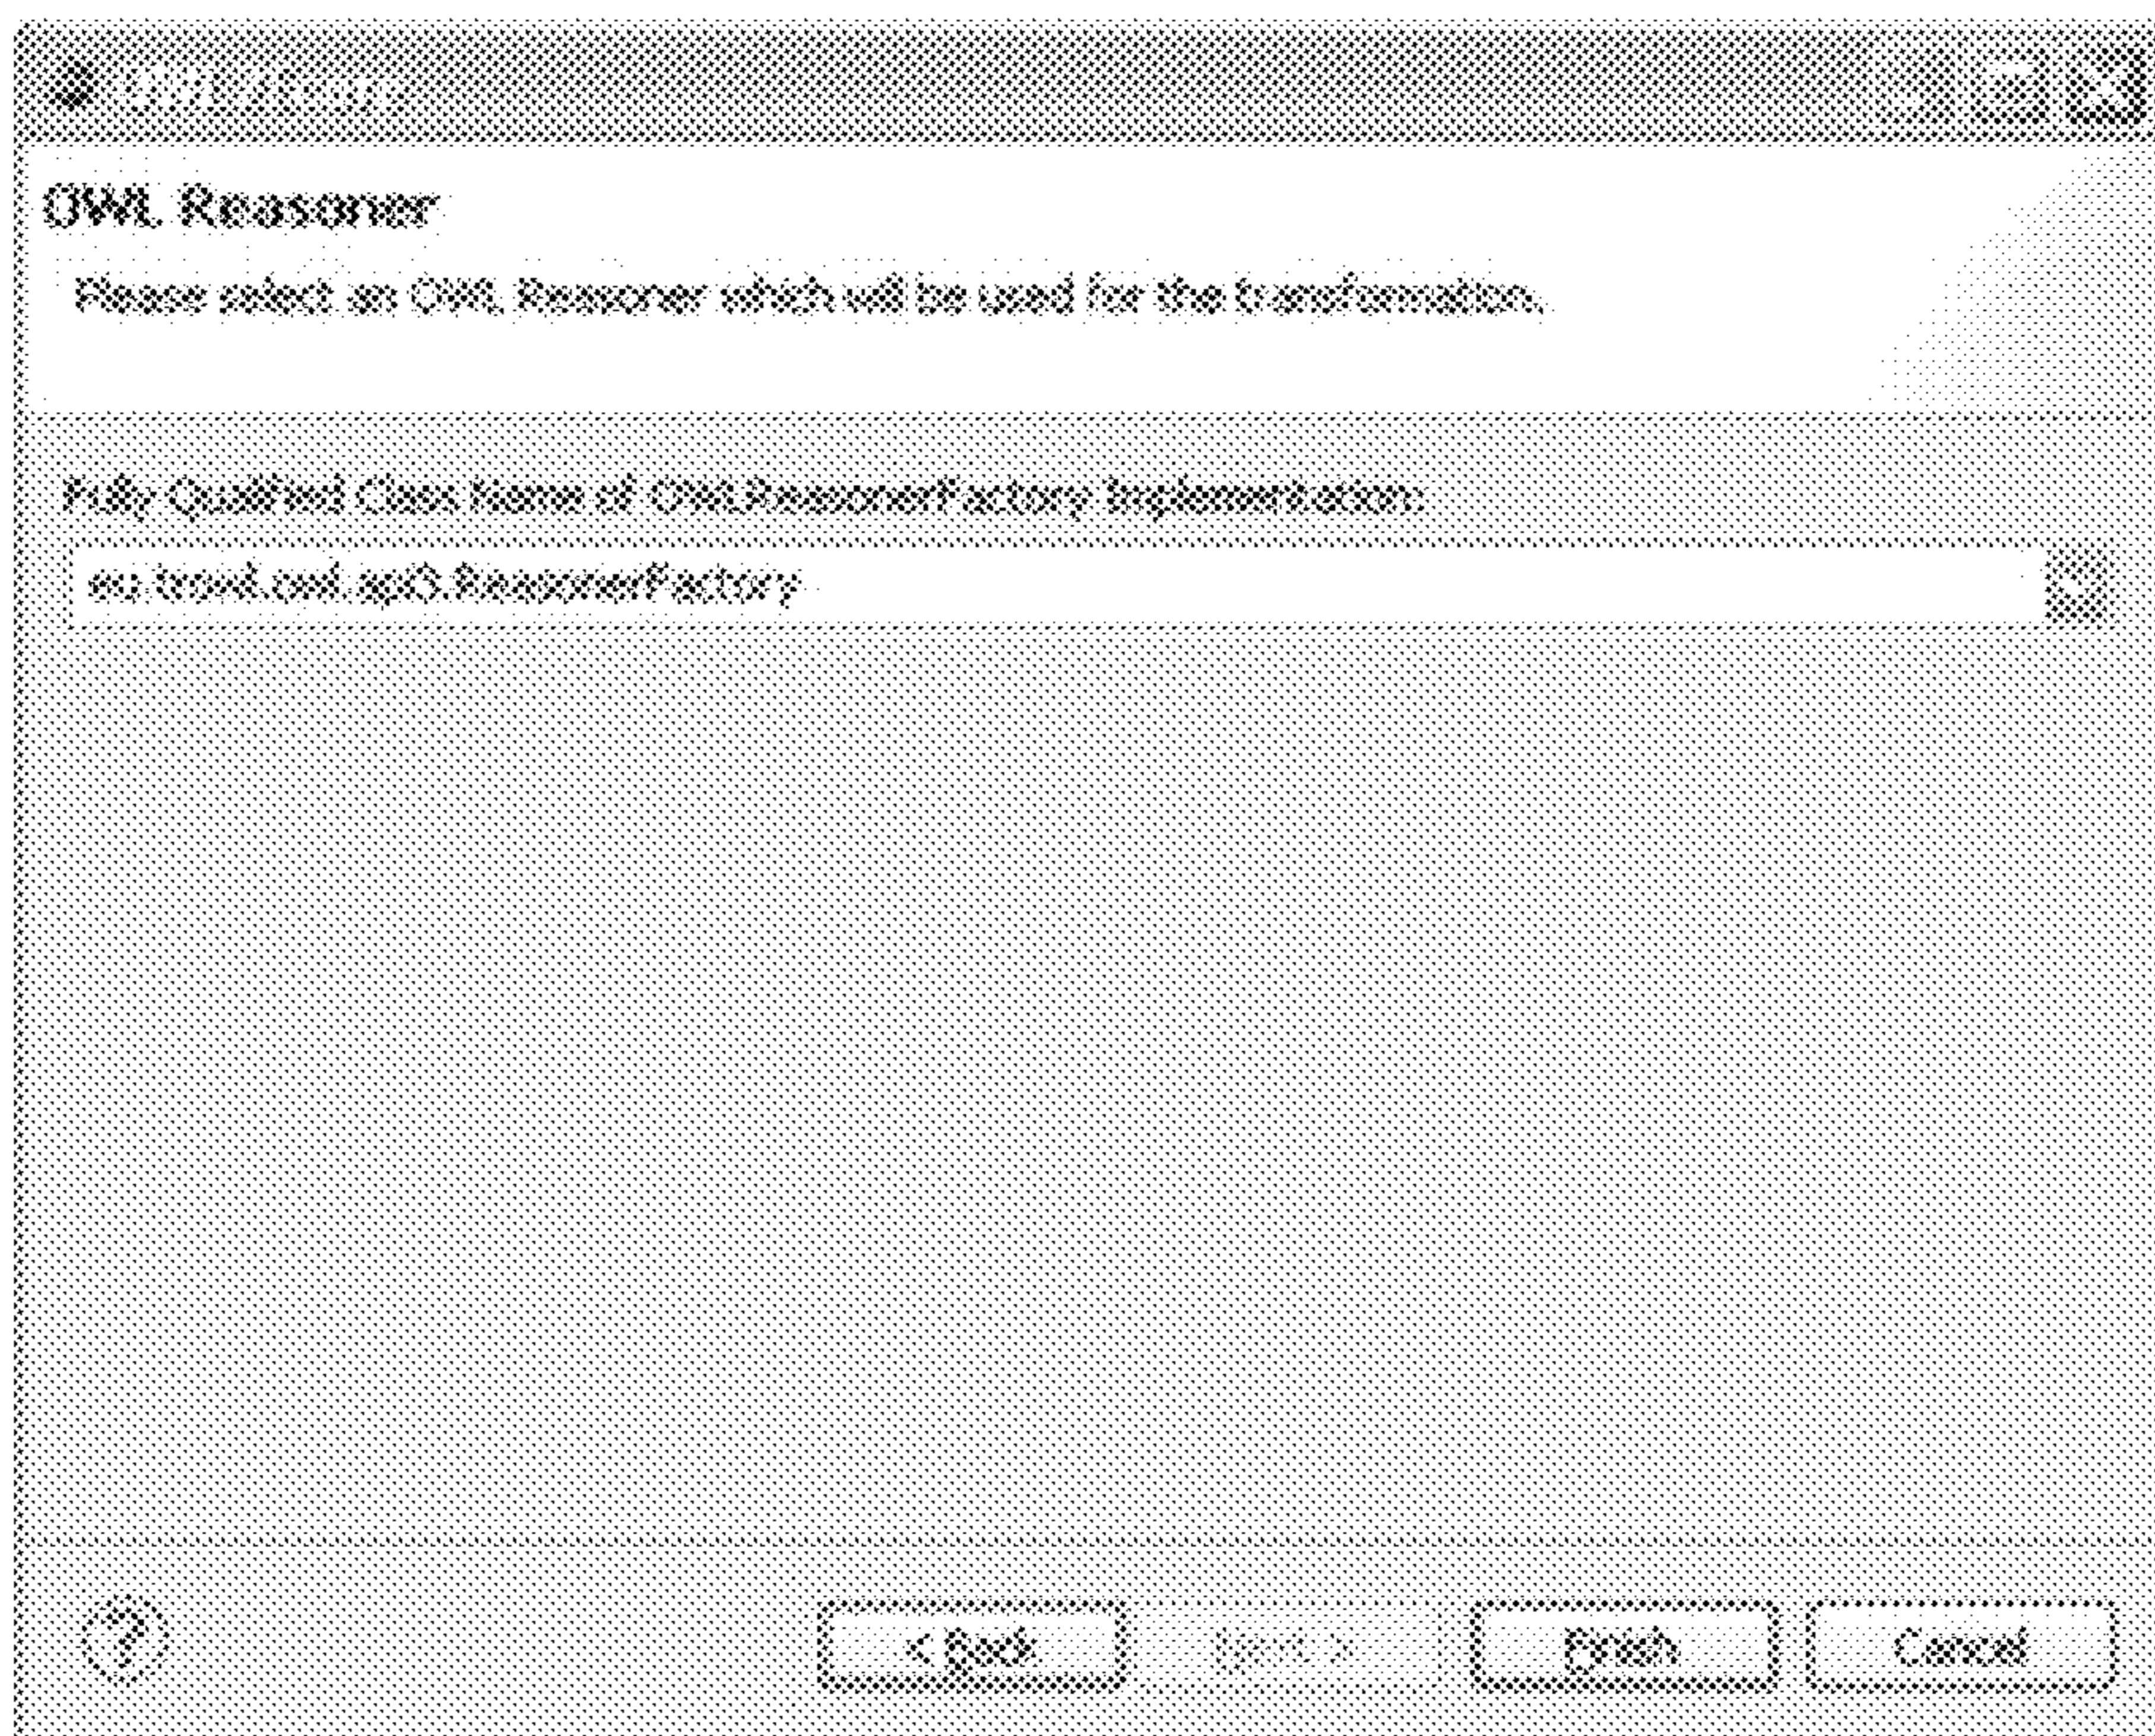 OWL Reasoner
Please select an OWL Reasoner which will be used for the transformation.
Fully Qualified Class Name of OWLReasonerFactory Implementation:
eu.trowl.owl.api3.ReasonerFactory
?
< Back
Next >
Finish
Cancel